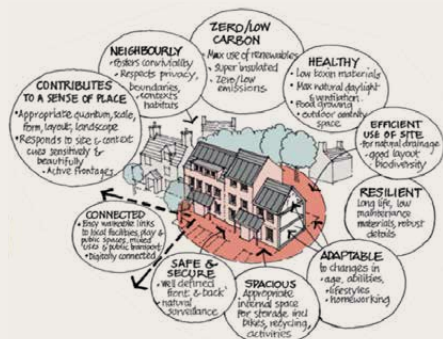 ZERO/LOW
CARBON
• Max use of renewables
• Super insulated
• Zero/Low
emissions
NEIGHBOURLY
• fosters conviviality
• Respects privacy,
boundaries,
contexts
habitats
HEALTHY
• Low toxin materials
• Max natural daylight
& ventilation
• Food growing
• outdoor amenity
space
CONTRIBUTES
TO A SENSE OF PLACE
• Appropriate quantum, scale,
form, layout, landscape
• Responds to site & context
cues sensitively &
beautifully
• Active frontages
EFFICIENT
USE OF SITE
- for natural drainage
- good layout
- biodiversity
RESILIENT
Long life, low
maintenance
materials, robust
details
CONNECTED
• Easy walkable links
to local facilities, play &
public spaces, mixed
uses & public transport
• Digitally connected
ADAPTABLE
to changes in
• age, abilities,
• lifestyles
• homeworking
SAFE &
SECURE
• Well defined
'front & back'
• natural
surveillance
SPACIOUS
Appropriate
internal space
for storage incl
bikes, recycling,
activities